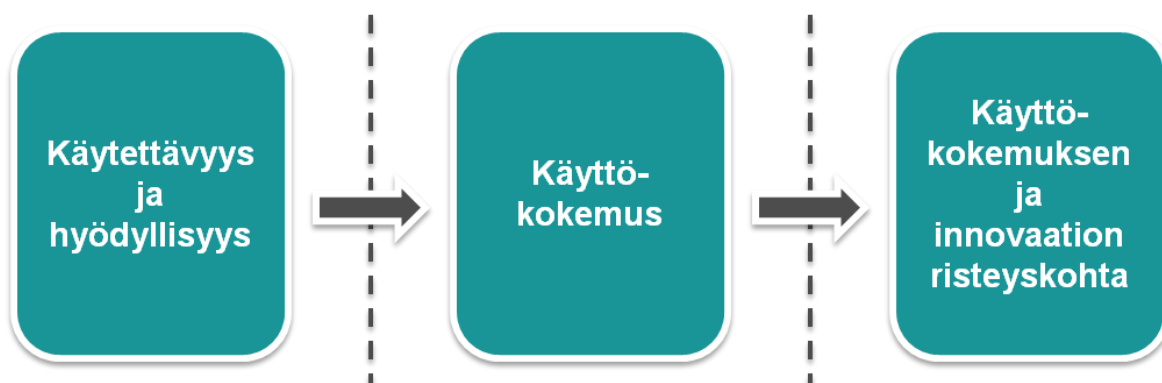 Käytettävyys
ja
hyödyllisyys
Käyttö-
kokemus
Käyttö-
kokemuksen
ja
innovaation
risteyskohta